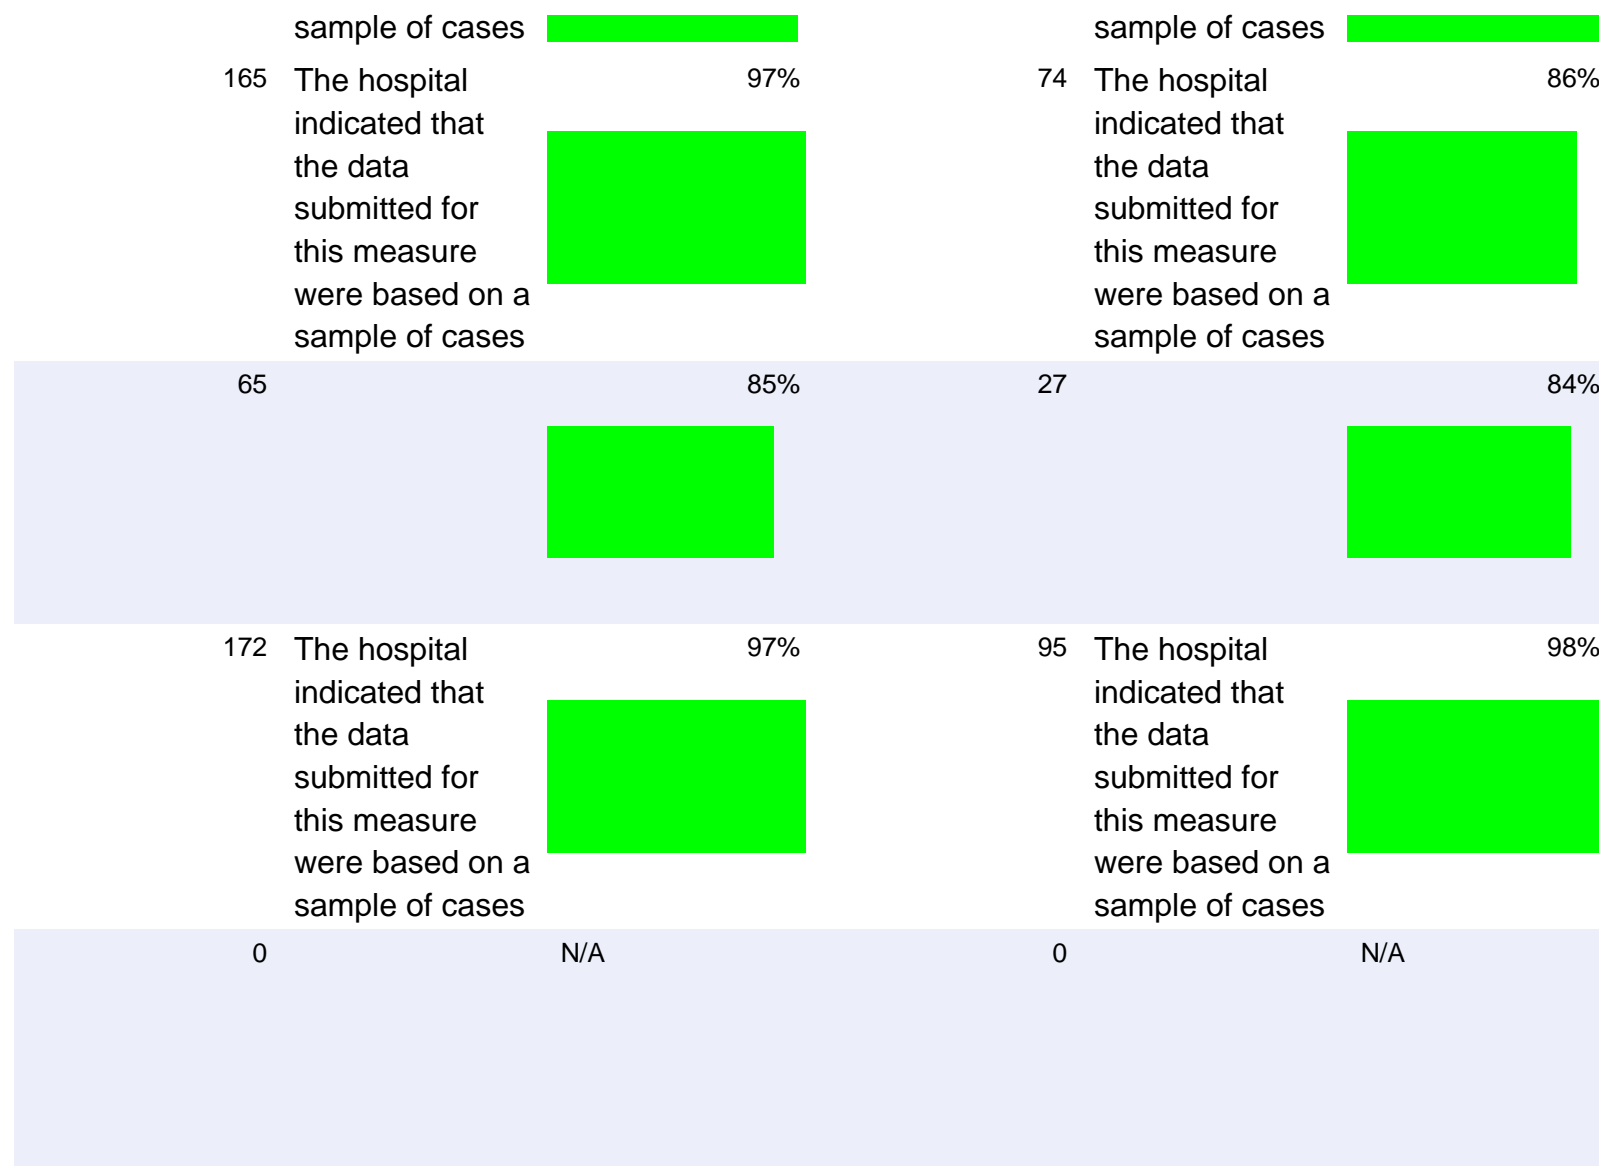 sample of cases sample of cases
165 The hospital 97% 74 The hospital 86%
indicated that indicated that
the data the data
submitted for submitted for
this measure this measure
were based on a were based on a
sample of cases sample of cases
65 85% 27 84%
172 The hospital 97% 95 The hospital 98%
indicated that indicated that
the data the data
submitted for submitted for
this measure this measure
were based on a were based on a
sample of cases sample of cases
0 N/A 0 N/A